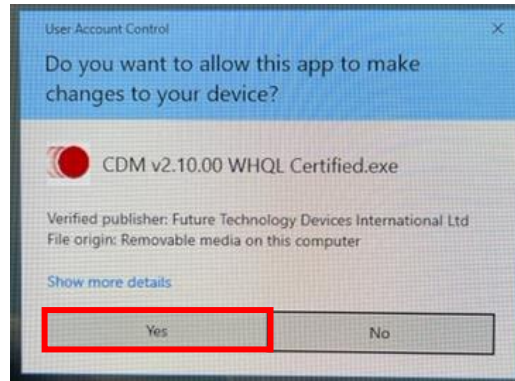 User Account Control
Do you want to allow this app to make
changes to your device?
CDM v2.10.00 WHQL Certified.exe
Verified publisher: Future Technology Devices International Ltd
File origin: Removable media on this computer
Show more details
Yes
No